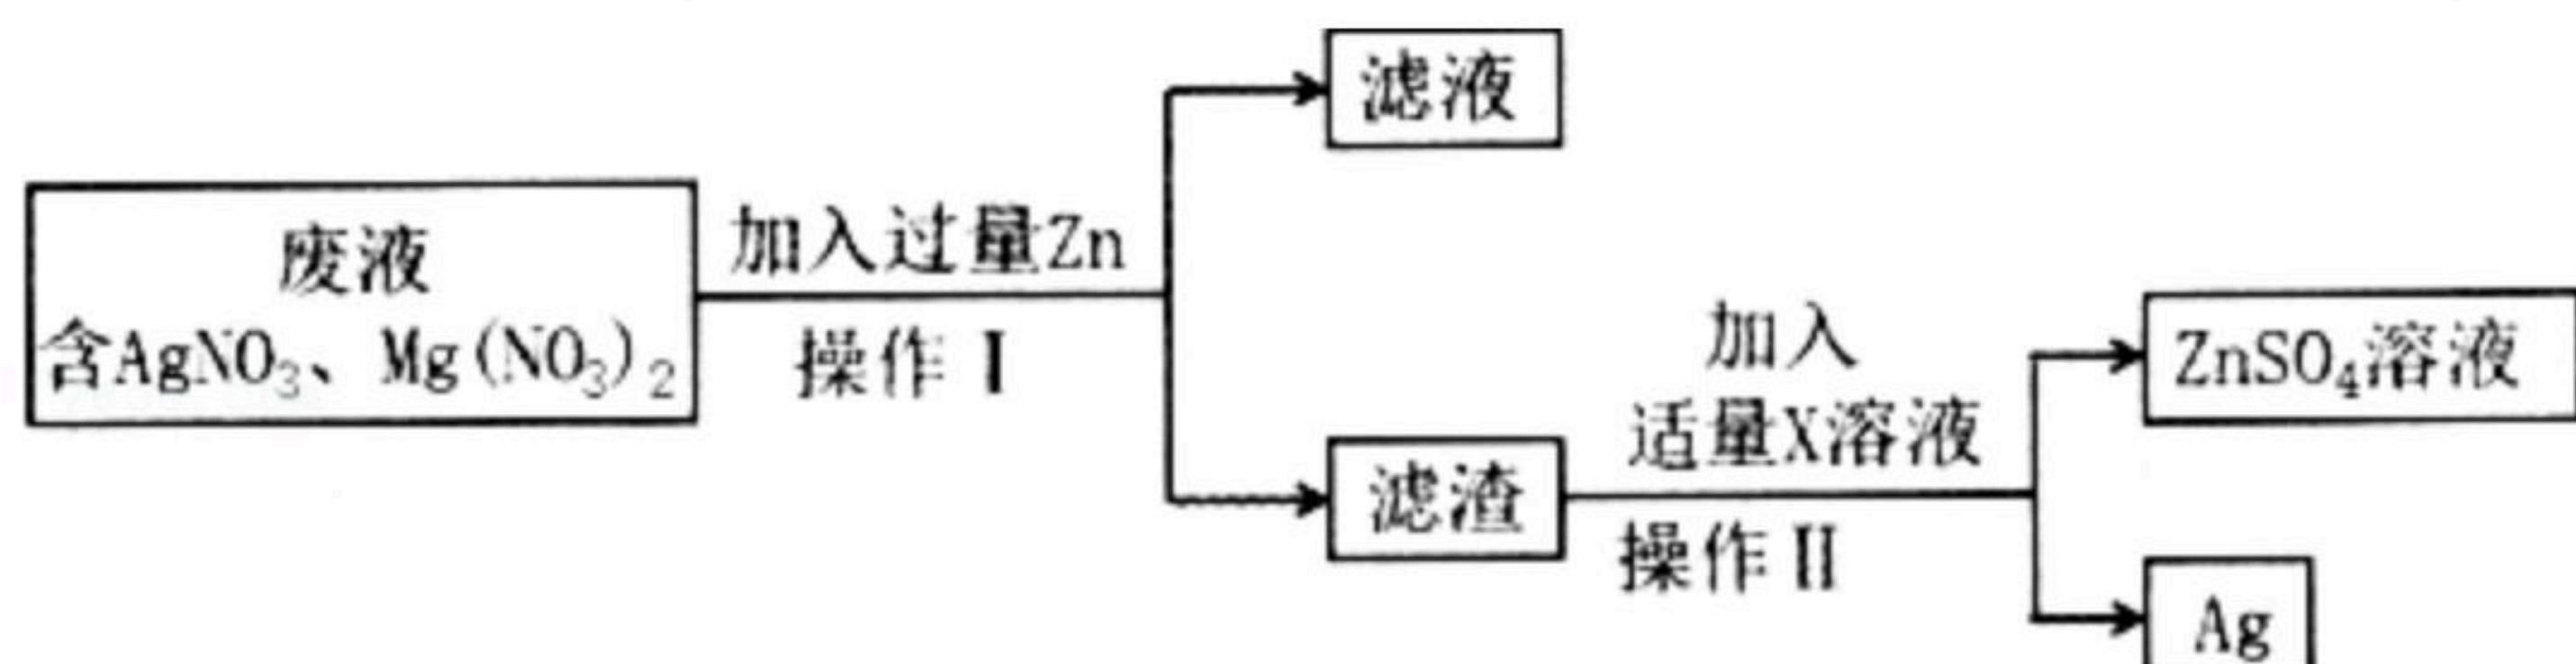 滤液
废液
含AgNO₃、Mg(NO₃)₂
加入过量Zn
操作Ⅰ
滤渣
加入
适量X溶液
操作Ⅱ
ZnSO₄溶液
Ag